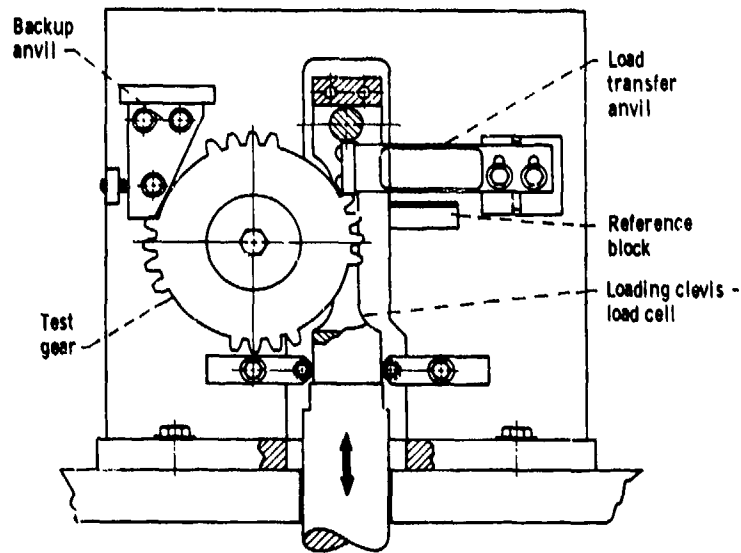 Backup
anvil
Load
transfer
anvil
Reference
block
Loading clevis -
load cell
Test
gear